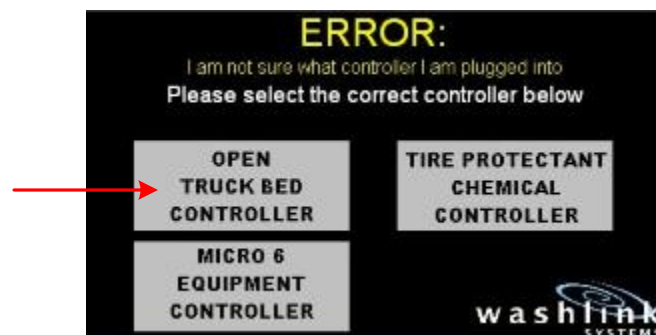 ERROR:
I am not sure what controller I am plugged into
Please select the correct controller below
OPEN
TRUCK BED
CONTROLLER
TIRE PROTECTANT
CHEMICAL
CONTROLLER
MICRO 6
EQUIPMENT
CONTROLLER
washlink
SYSTEMS